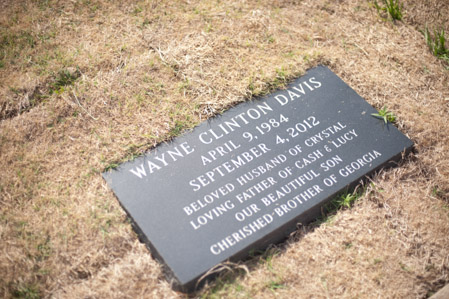 WAYNE CLINTON DAVIS
APRIL 9, 1984
SEPTEMBER 4, 2012
BELOVED HUSBAND OF CRYSTAL
LOVING FATHER OF CASH & LUCY
OUR BEAUTIFUL SON
CHERISHED BROTHER OF GEORGIA